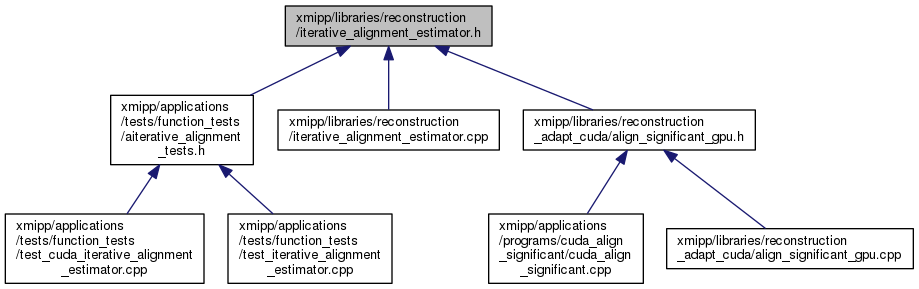 xmipp/libraries/reconstruction
/iterative_alignment_estimator.h
xmipp/applications
/tests/function_tests
/aiterative_alignment
_tests.h
xmipp/libraries/reconstruction
/iterative_alignment_estimator.cpp
xmipp/libraries/reconstruction
_adapt_cuda/align_significant_gpu.h
xmipp/applications
/tests/function_tests
/test_cuda_iterative_alignment
_estimator.cpp
xmipp/applications
/tests/function_tests
/test_iterative_alignment
_estimator.cpp
xmipp/applications
/programs/cuda_align
_significant/cuda_align
_significant.cpp
xmipp/libraries/reconstruction
_adapt_cuda/align_significant_gpu.cpp